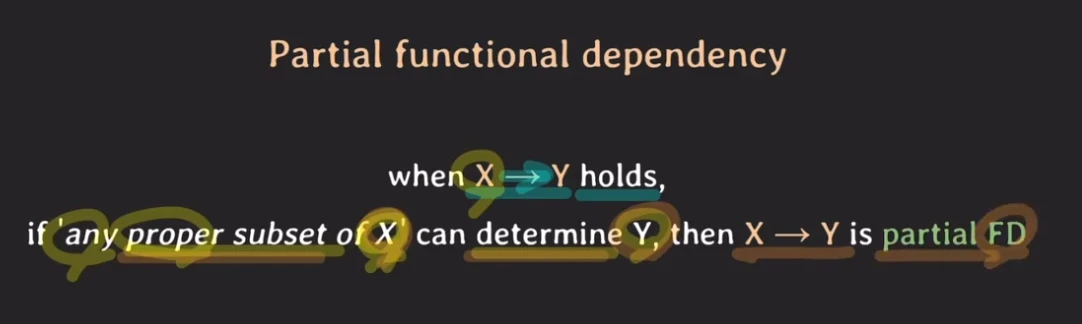 Partial functional dependency
when X → Y holds,
if 'any proper subset of X' can determine Y, then X → Y is partial FD